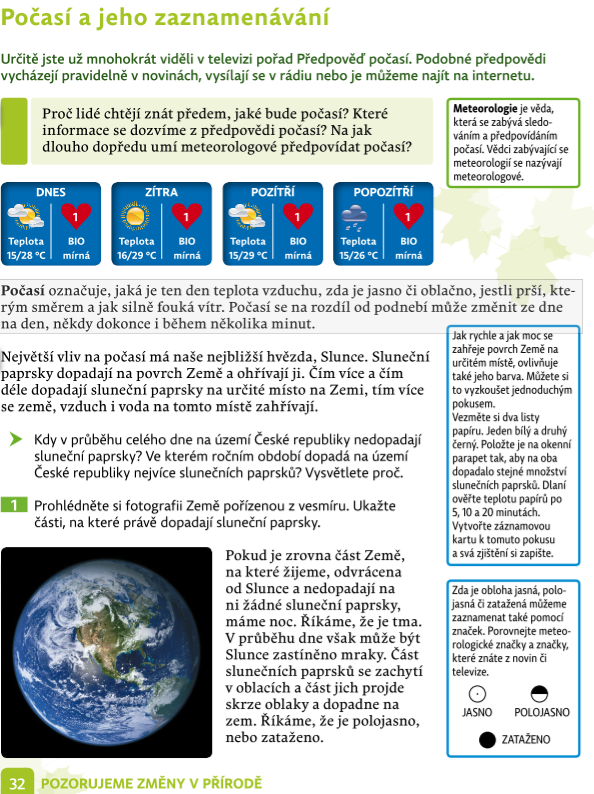 Počasí a jeho zaznamenávání
Určitě jste už mnohokrát viděli v televizi pořad Předpověď počasí. Podobné předpovědi
vycházejí pravidelně v novinách, vysílají se v rádiu nebo je můžeme najít na internetu.
Proč lidé chtějí znát předem, jaké bude počasí? Které
informace se dozvíme z předpovědi počasí? Na jak
dlouho dopředu umí meteorologové předpovídat počasí?
Meteorologie je věda,
která se zabývá sledo-
váním a předpovídáním
počasí. Vědci zabývající se
meteorologií se nazývají
meteorologové.
DNES
1
Teplota
BIO
15/28 °C
mírná
ZÍTRA
1
Teplota
BIO
16/29 °C
mírná
POZÍTŘÍ
1
Teplota
BIO
15/29 °C
mírná
POPOZÍTŘÍ
1
Teplota
BIO
15/26 °C
mírná
Počasí označuje, jaká je ten den teplota vzduchu, zda je jasno či oblačno, jestli prší, kte-
rým směrem a jak silně fouká vítr. Počasí se na rozdíl od podnebí může změnit ze dne
na den, někdy dokonce i během několika minut.
Největší vliv na počasí má naše nejbližší hvězda, Slunce. Sluneční
paprsky dopadají na povrch Země a ohřívají ji. Čím více a čím
déle dopadají sluneční paprsky na určité místo na Zemi, tím více
se země, vzduch i voda na tomto místě zahřívají.
Kdy v průběhu celého dne na území České republiky nedopadají
sluneční paprsky? Ve kterém ročním období dopadá na území
České republiky nejvíce slunečních paprsků? Vysvětlete proč.
1 Prohlédněte si fotografii Země pořízenou z vesmíru. Ukažte
části, na které právě dopadají sluneční paprsky.
Jak rychle a jak moc se
zahřeje povrch Země na
určitém místě, ovlivňuje
také jeho barva. Můžete si
to vyzkoušet jednoduchým
pokusem.
Vezměte si dva listy
papíru. Jeden bílý a druhý
černý. Položte je na okenní
parapet tak, aby na oba
dopadalo stejné množství
slunečních paprsků. Dlaní
ověřte teplotu papírů po
5, 10 a 20 minutách.
Vytvořte záznamovou
kartu k tomuto pokusu
a svá zjištění si zapište.
Pokud je zrovna část Země,
na které žijeme, odvrácena
od Slunce a nedopadají na
ni žádné sluneční paprsky,
máme noc. Říkáme, že je tma.
V průběhu dne však může být
Slunce zastíněno mraky. Část
slunečních paprsků se zachytí
v oblacích a část jich projde
skrze oblaky a dopadne na
zem. Říkáme, že je polojasno,
nebo zataženo.
Zda je obloha jasná, polo-
jasná či zatažená můžeme
zaznamenat také pomocí
značek. Porovnejte meteo-
rologické značky a značky,
které znáte z novin či
televize.
JASNO
POLOJASNO
ZATAŽENO
32 POZORUJEME ZMĚNY V PŘÍRODĚ